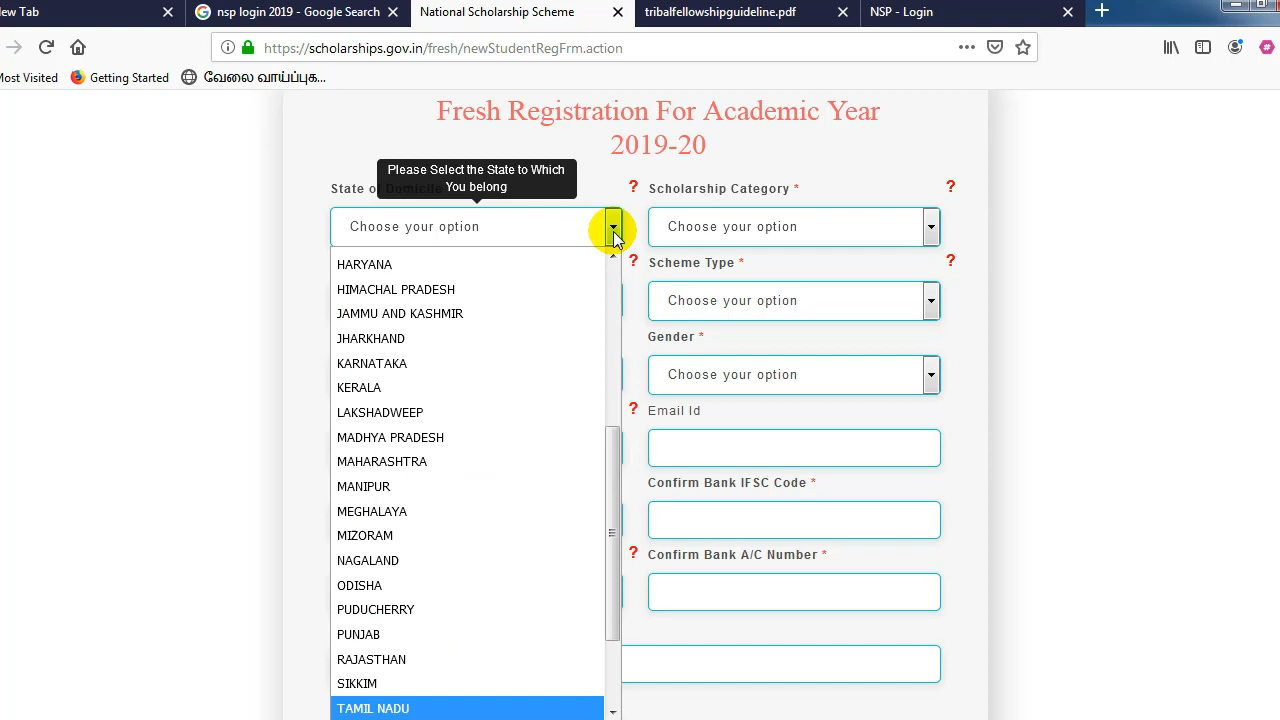 ew Tab
nsp login 2019 - Google Search
National Scholarship Scheme
tribalfellowshipguideline.pdf
NSP - Login
https://scholarships.gov.in/fresh/newStudentRegFrm.action
Most Visited
Getting Started
வேலை வாய்ப்புக...
Fresh Registration For Academic Year
2019-20
Please Select the State to Which
You belong
State of Domicile
?
Scholarship Category *
?
Choose your option
Choose your option
?
Scheme Type *
?
Choose your option
Gender *
Choose your option
?
Email Id
Confirm Bank IFSC Code *
?
Confirm Bank A/C Number *
HARYANA
HIMACHAL PRADESH
JAMMU AND KASHMIR
JHARKHAND
KARNATAKA
KERALA
LAKSHADWEEP
MADHYA PRADESH
MAHARASHTRA
MANIPUR
MEGHALAYA
MIZORAM
NAGALAND
ODISHA
PUDUCHERRY
PUNJAB
RAJASTHAN
SIKKIM
TAMIL NADU